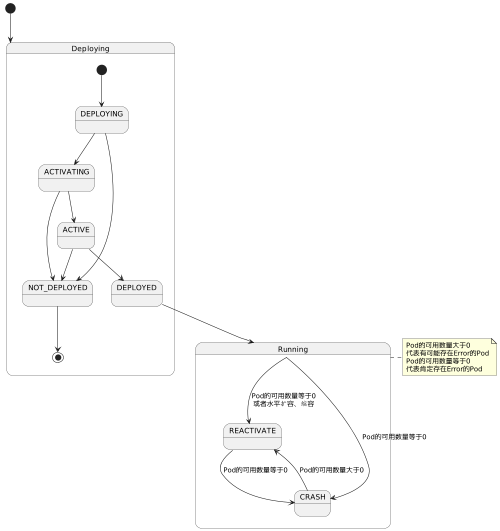 Deploying
DEPLOYING
ACTIVATING
ACTIVE
NOT_DEPLOYED
DEPLOYED
Running
Pod的可用数量大于0
代表有可能存在Error的Pod
Pod的可用数量等于0
代表肯定存在Error的Pod
Pod的可用数量等于0
或者水平扩容、缩容
REACTIVATE
Pod的可用数量等于0
Pod的可用数量等于0
Pod的可用数量大于0
CRASH